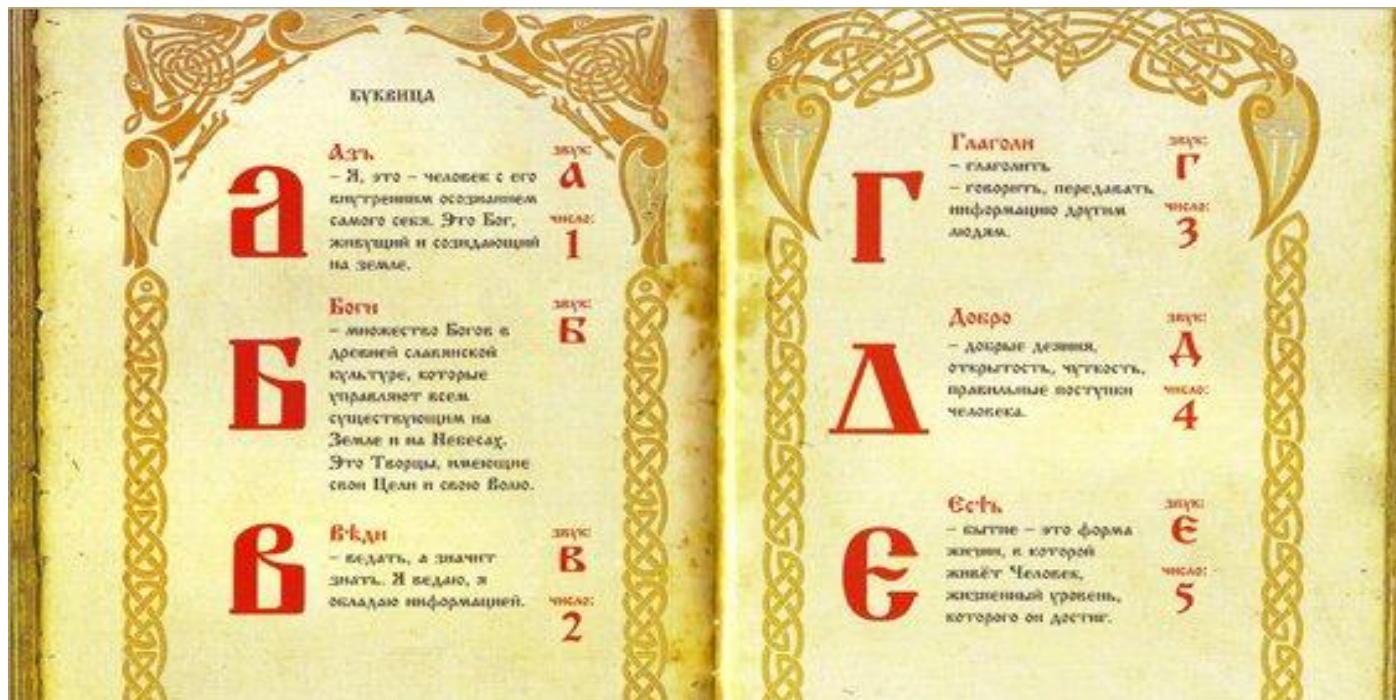 БУКВИЦА
а
Азъ
– Я, это – человек с его
внутренним осознанием
самого себя. Это Бог,
живущий и созидающий
на земле.
звук:
А
число:
1
Б
Боги
– множество Богов в
древней славянской
культуре, которые
управляют всем
существующим на
Земле и на Небесах.
Это Творцы, имеющие
свои Цели и свою Волю.
звук:
Б
В
Вѣди
– ведать, а значит
знать. Я ведаю, я
обладаю информацией.
звук:
В
число:
2
Г
Глаголи
– глаголить
– говорить, передавать
информацию другим
людям.
звук:
Г
число:
3
Д
Добро
– добрые деяния,
открытость, чуткость,
правильные поступки
человека.
звук:
Д
число:
4
Є
Єсть
– бытие – это форма
жизни, в которой
живёт Человек,
жизненный уровень,
которого он достиг.
звук:
Є
число:
5